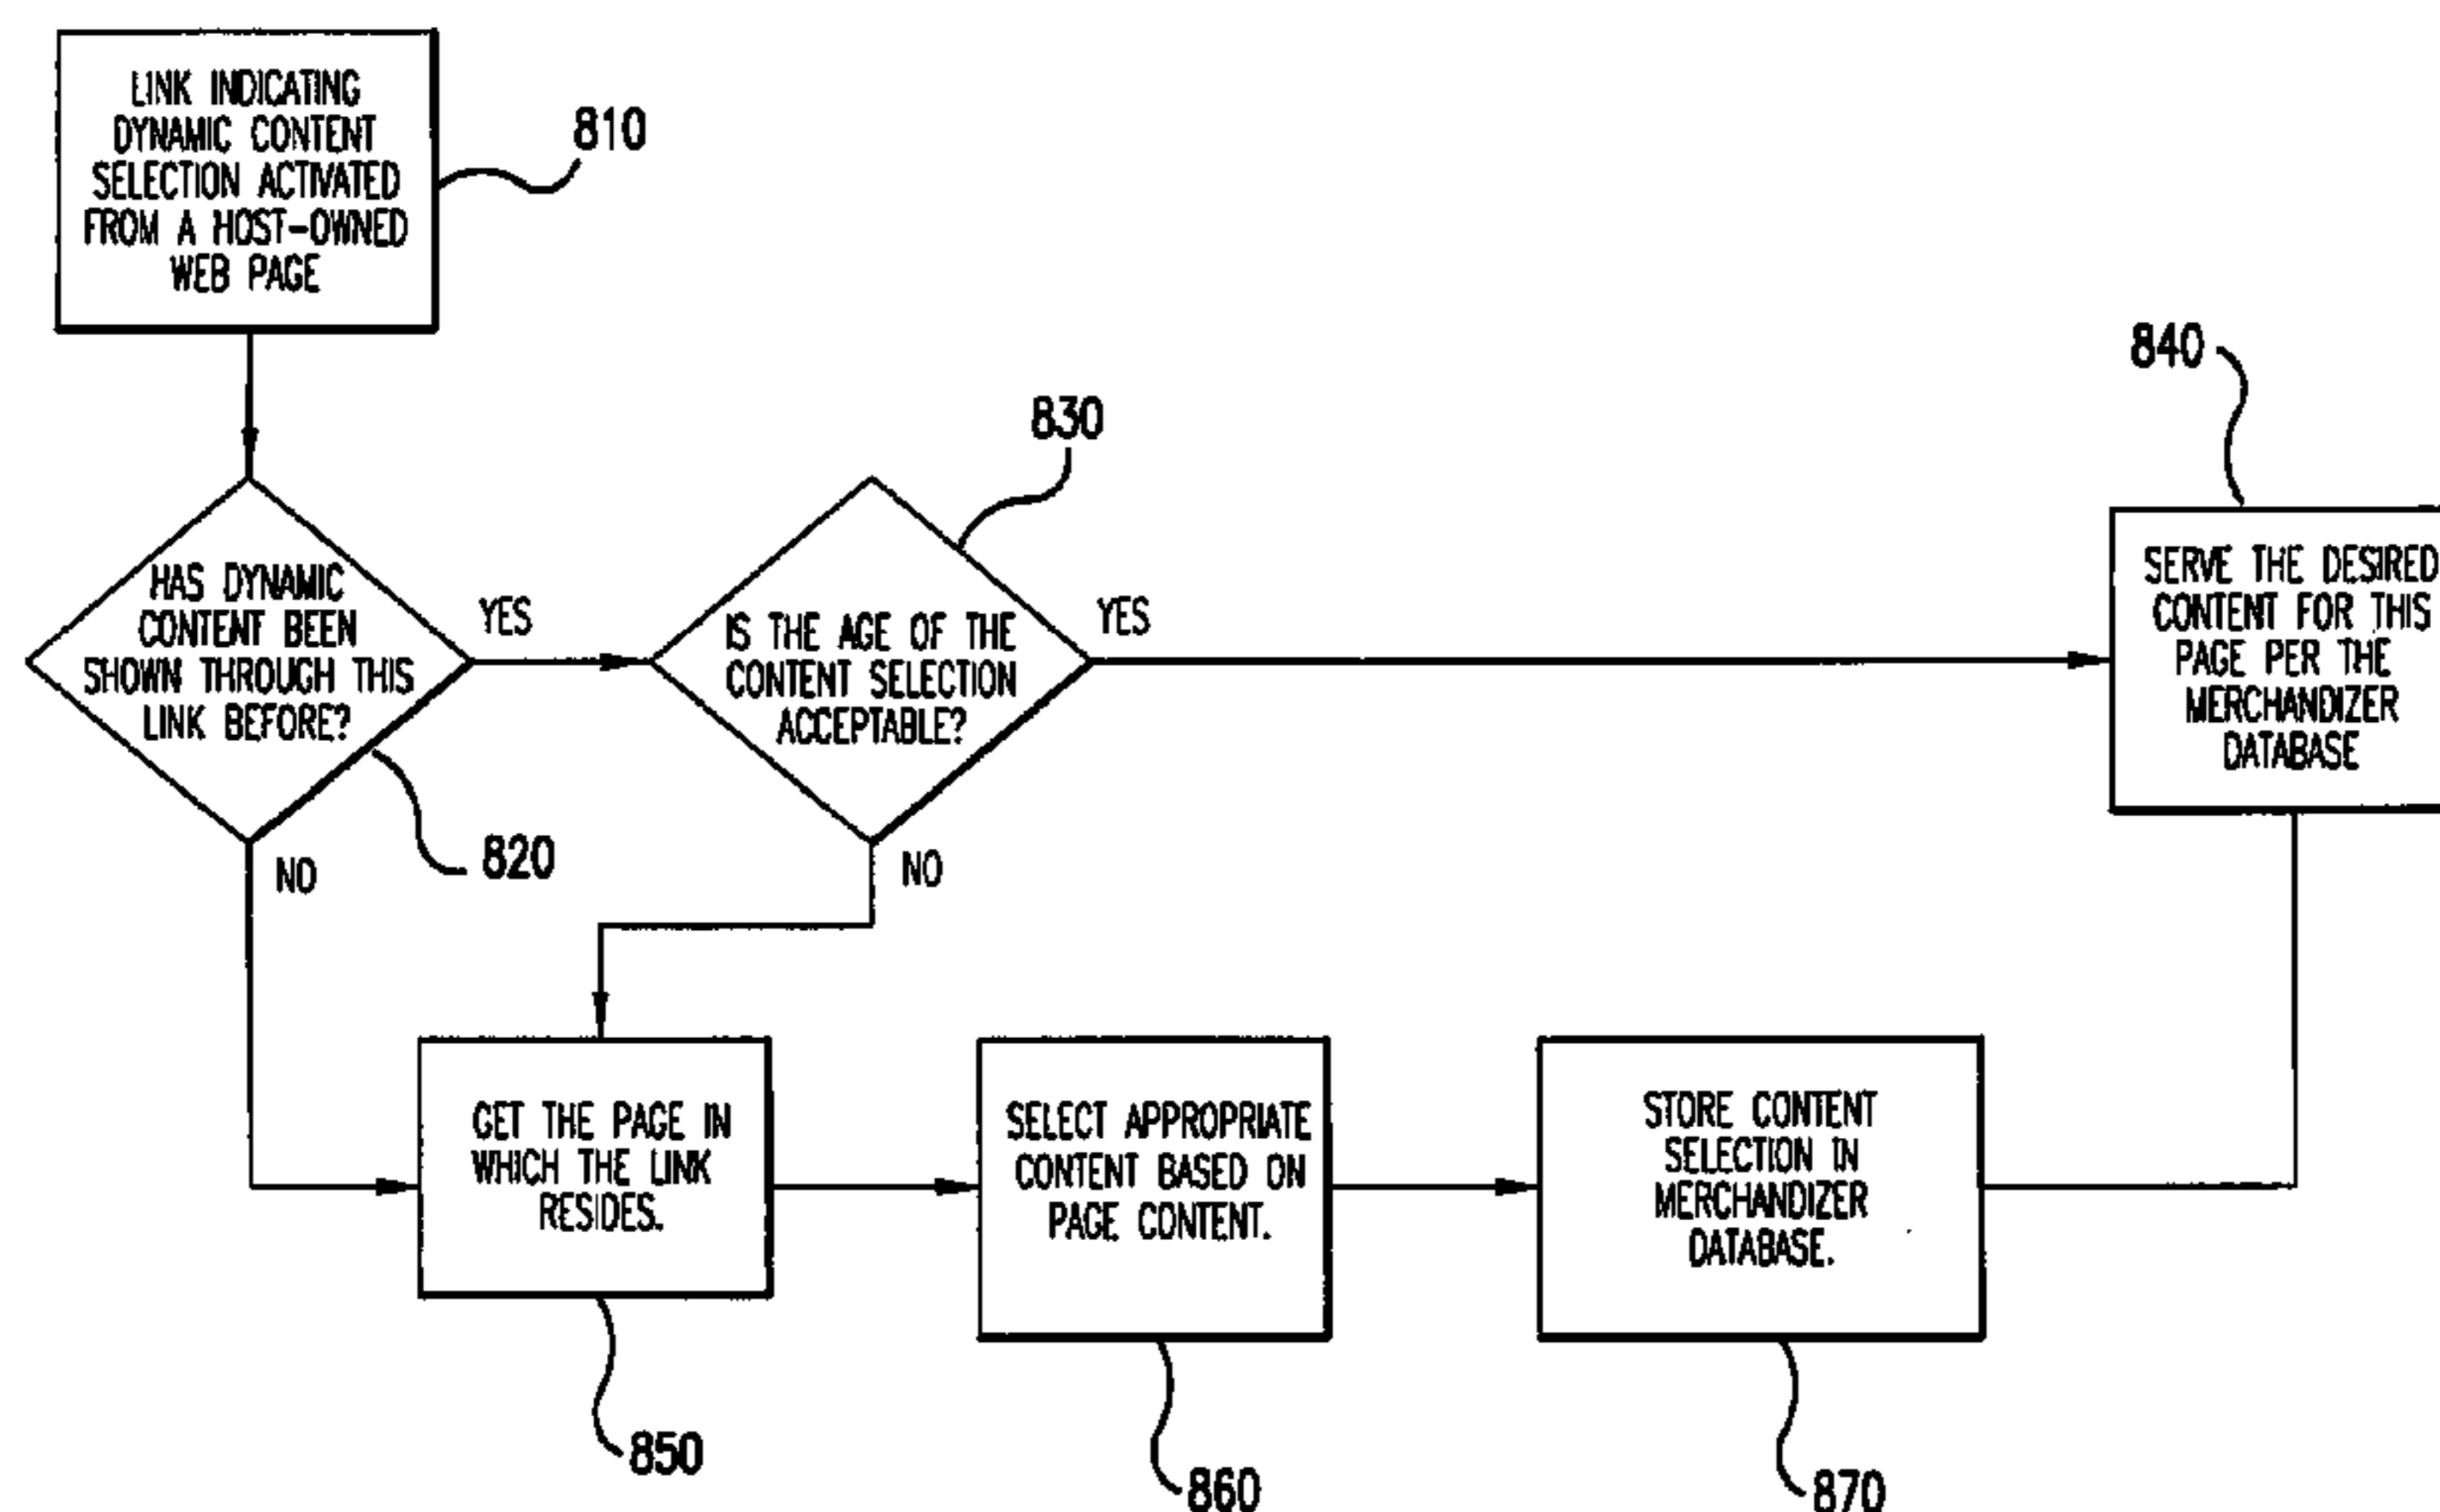 LINK INDICATING
DYNAMIC CONTENT
SELECTION ACTIVATED
FROM A HOST-OWNED
WEB PAGE
810
HAS DYNAMIC
CONTENT BEEN
SHOWN THROUGH THIS
LINK BEFORE?
820
YES
NO
830
IS THE AGE OF THE
CONTENT SELECTION
ACCEPTABLE?
YES
NO
840
SERVE THE DESIRED
CONTENT FOR THIS
PAGE PER THE
MERCHANDIZER
DATABASE
GET THE PAGE IN
WHICH THE LINK
RESIDES.
850
SELECT APPROPRIATE
CONTENT BASED ON
PAGE CONTENT.
860
STORE CONTENT
SELECTION IN
MERCHANDIZER
DATABASE.
870